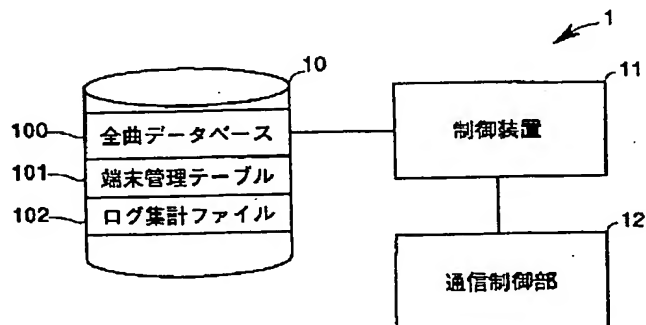 1
10
11
100
全曲データベース
制御装置
101
端末管理テーブル
102
ログ集計ファイル
12
通信制御部